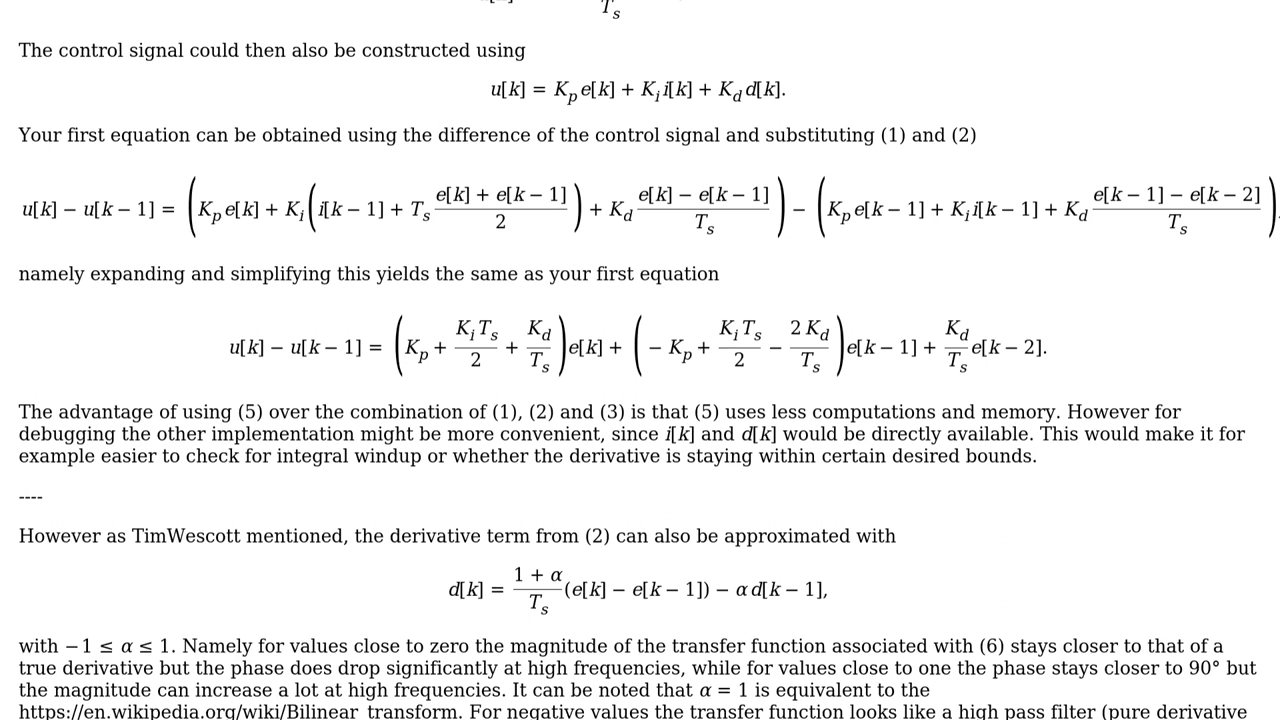 T_s
The control signal could then also be constructed using
u[k] = K_p e[k] + K_i i[k] + K_d d[k].
Your first equation can be obtained using the difference of the control signal and substituting (1) and (2)
u[k] − u[k − 1] = (K_p e[k] + K_i (i[k − 1] + T_s \frac{e[k] + e[k − 1]}{2}) + K_d \frac{e[k] − e[k − 1]}{T_s}) − (K_p e[k − 1] + K_i i[k − 1] + K_d \frac{e[k − 1] − e[k − 2]}{T_s}).
namely expanding and simplifying this yields the same as your first equation
u[k] − u[k − 1] = (K_p + \frac{K_i T_s}{2} + \frac{K_d}{T_s}) e[k] + (− K_p + \frac{K_i T_s}{2} − \frac{2 K_d}{T_s}) e[k − 1] + \frac{K_d}{T_s} e[k − 2].
The advantage of using (5) over the combination of (1), (2) and (3) is that (5) uses less computations and memory. However for
debugging the other implementation might be more convenient, since i[k] and d[k] would be directly available. This would make it for
example easier to check for integral windup or whether the derivative is staying within certain desired bounds.
----
However as TimWescott mentioned, the derivative term from (2) can also be approximated with
d[k] = \frac{1 + α}{T_s} (e[k] − e[k − 1]) − α d[k − 1],
with −1 ≤ α ≤ 1. Namely for values close to zero the magnitude of the transfer function associated with (6) stays closer to that of a
true derivative but the phase does drop significantly at high frequencies, while for values close to one the phase stays closer to 90° but
the magnitude can increase a lot at high frequencies. It can be noted that α = 1 is equivalent to the
https://en.wikipedia.org/wiki/Bilinear_transform. For negative values the transfer function looks like a high pass filter (pure derivative